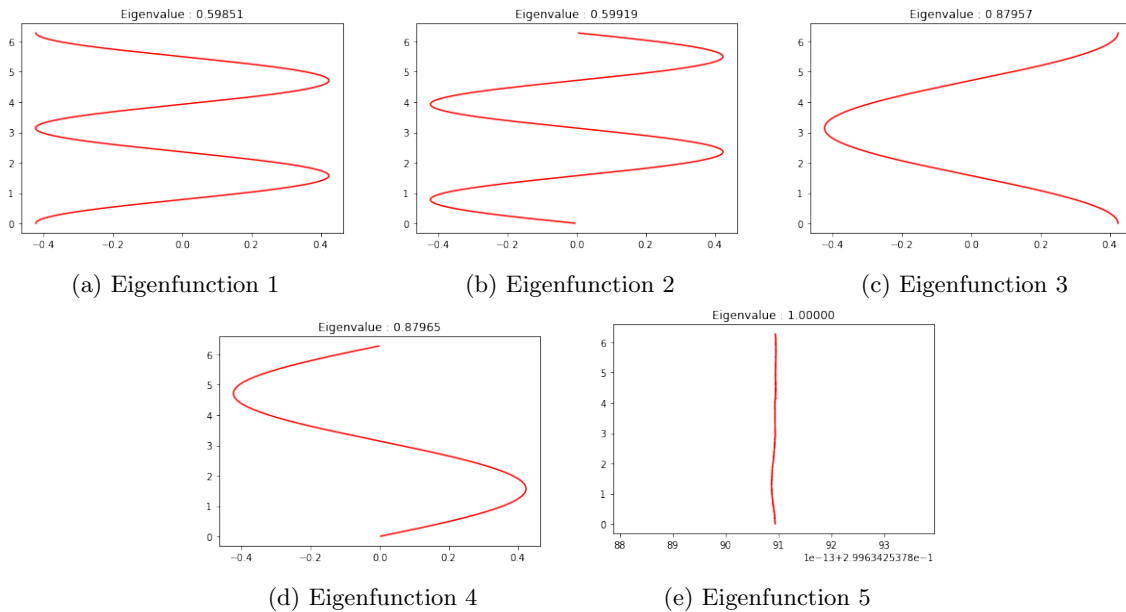 Eigenvalue : 0.59851
6
5
4
3
2
1
0
−0.4 −0.2 0.0 0.2 0.4
(a) Eigenfunction 1
Eigenvalue : 0.59919
6
5
4
3
2
1
0
−0.4 −0.2 0.0 0.2 0.4
(b) Eigenfunction 2
Eigenvalue : 0.87957
6
5
4
3
2
1
0
−0.4 −0.2 0.0 0.2 0.4
(c) Eigenfunction 3
Eigenvalue : 0.87965
6
5
4
3
2
1
0
−0.4 −0.2 0.0 0.2 0.4
(d) Eigenfunction 4
Eigenvalue : 1.00000
6
5
4
3
2
1
0
88 89 90 91 92 93
1e−13+2.9963425378e−1
(e) Eigenfunction 5